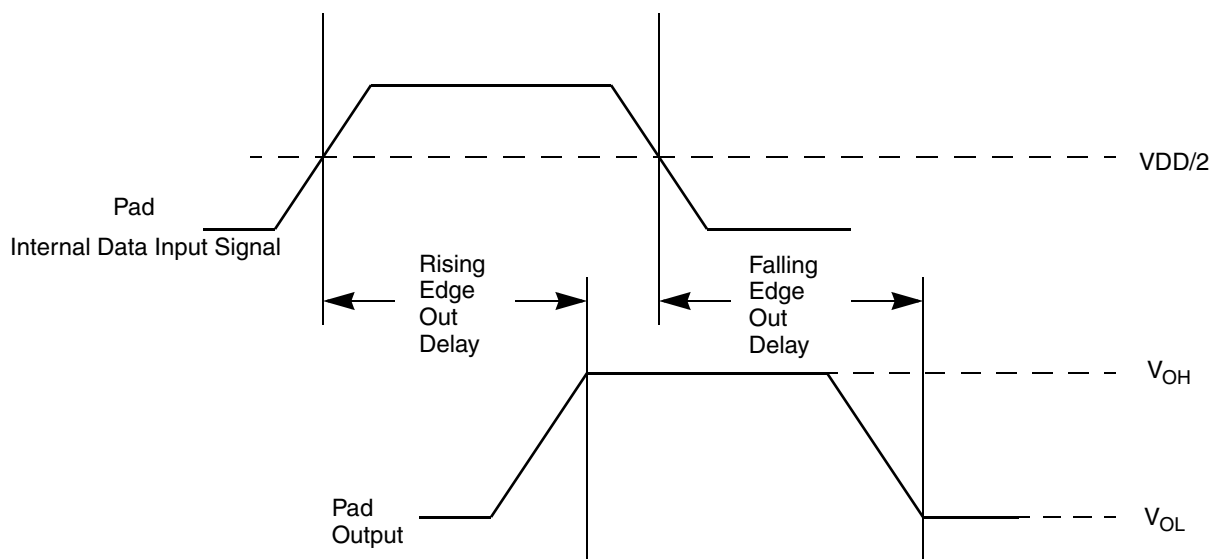 VDD/2
Pad
Internal Data Input Signal
Rising
Edge
Out
Delay
Falling
Edge
Out
Delay
VOH
Pad
Output
VOL